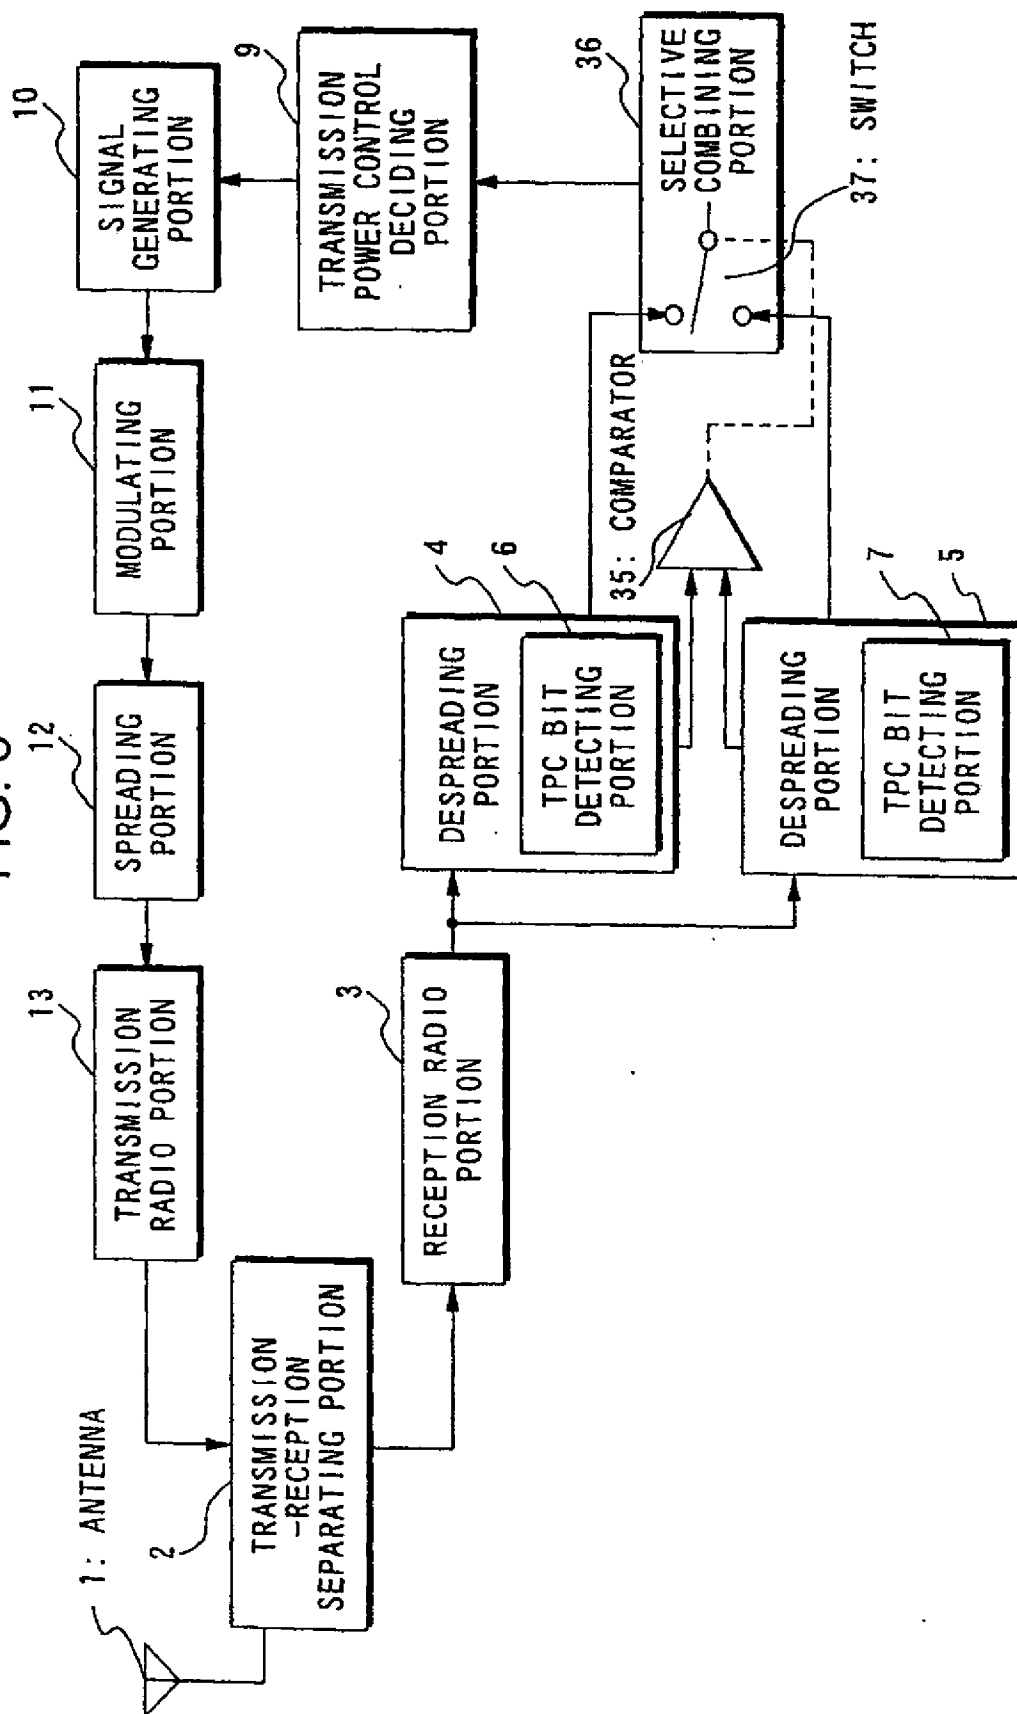 FIG.
1: ANTENNA
13
TRANSMISSION
RADIO PORTION
12
SPREADING
PORTION
11
MODULATING
PORTION
10
SIGNAL
GENERATING
PORTION
2
TRANSMISSION
-RECEPTION
SEPARATING PORTION
9
TRANSMISSION
POWER CONTROL
DECIDING
PORTION
3
RECEPTION RADIO
PORTION
4
DESPREADING
PORTION
6
TPC BIT
DETECTING
PORTION
35: COMPARATOR
36
SELECTIVE
COMBINING
PORTION
37: SWITCH
5
DESPREADING
PORTION
7
TPC BIT
DETECTING
PORTION